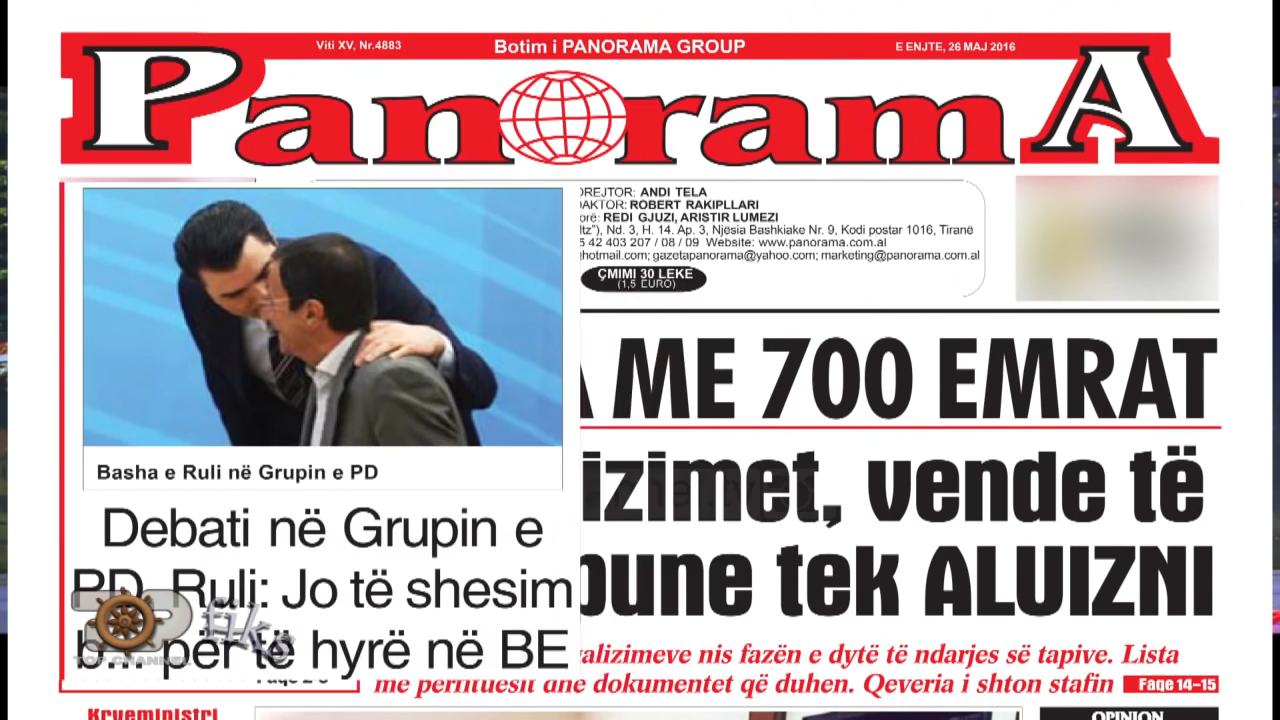 Viti XV, Nr.4883
Botim i PANORAMA GROUP
E ENJTE, 26 MAJ 2016
PanoramA
DREJTOR: ANDI TELA
DAKTOR: ROBERT RAKIPLLARI
orë: REDI GJUZI, ARISTIR LUMEZI
ltz"), Nd. 3, H. 14. Ap. 3, Njësia Bashkiake Nr. 9, Kodi postar 1016, Tiranë
5 42 403 207 / 08 / 09 Website: www.panorama.com.al
hotmail.com; gazetapanorama@yahoo.com; marketing@panorama.com.al
ÇMIMI 30 LEKE
(1,5 EURO)
ME 700 EMRAT
izimet, vende të
pune tek ALUIZNI
alizimeve nis fazën e dytë të ndarjes së tapive. Lista
me përfituesit dhe dokumentet që duhen. Qeveria i shton stafin
Faqe 14-15
Basha e Ruli në Grupin e PD
Debati në Grupin e
PD, Ruli: Jo të shesim
për të hyrë në BE
TOP
fiks
TOP CHANNEL
Kryeministri
OPINION